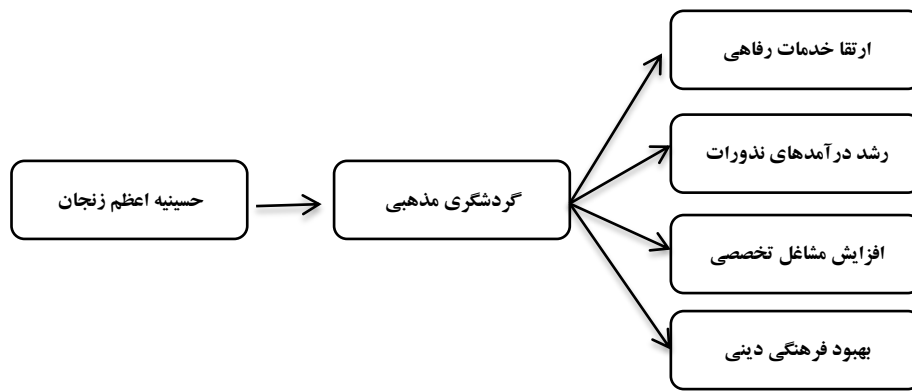 ارتقا خدمات رفاهی
رشد درآمدهای نذورات
حسینیه اعظم زنجان
گردشگری مذهبی
افزایش مشاغل تخصصی
بهبود فرهنگی دینی